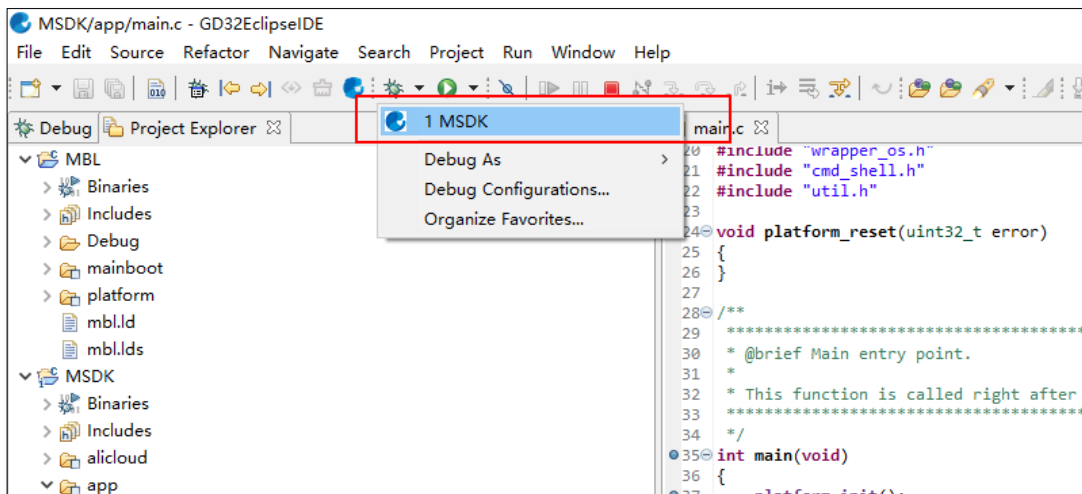 MSDK/app/main.c - GD32EclipseIDE
File Edit Source Refactor Navigate Search Project Run Window Help
010
Debug Project Explorer
1 MSDK
Debug As
Debug Configurations...
Organize Favorites...
MBL
Binaries
Includes
Debug
mainboot
platform
mbl.ld
mbl.lds
MSDK
Binaries
Includes
alicloud
app
main.c
20 #include "wrapper_os.h"
21 #include "cmd_shell.h"
22 #include "util.h"
23
24 void platform_reset(uint32_t error)
25 {
26 }
27
28 /**
29 *********************************************
30 * @brief Main entry point.
31 *
32 * This function is called right after
33 *********************************************
34 */
35 int main(void)
36 {
37 platform_init();